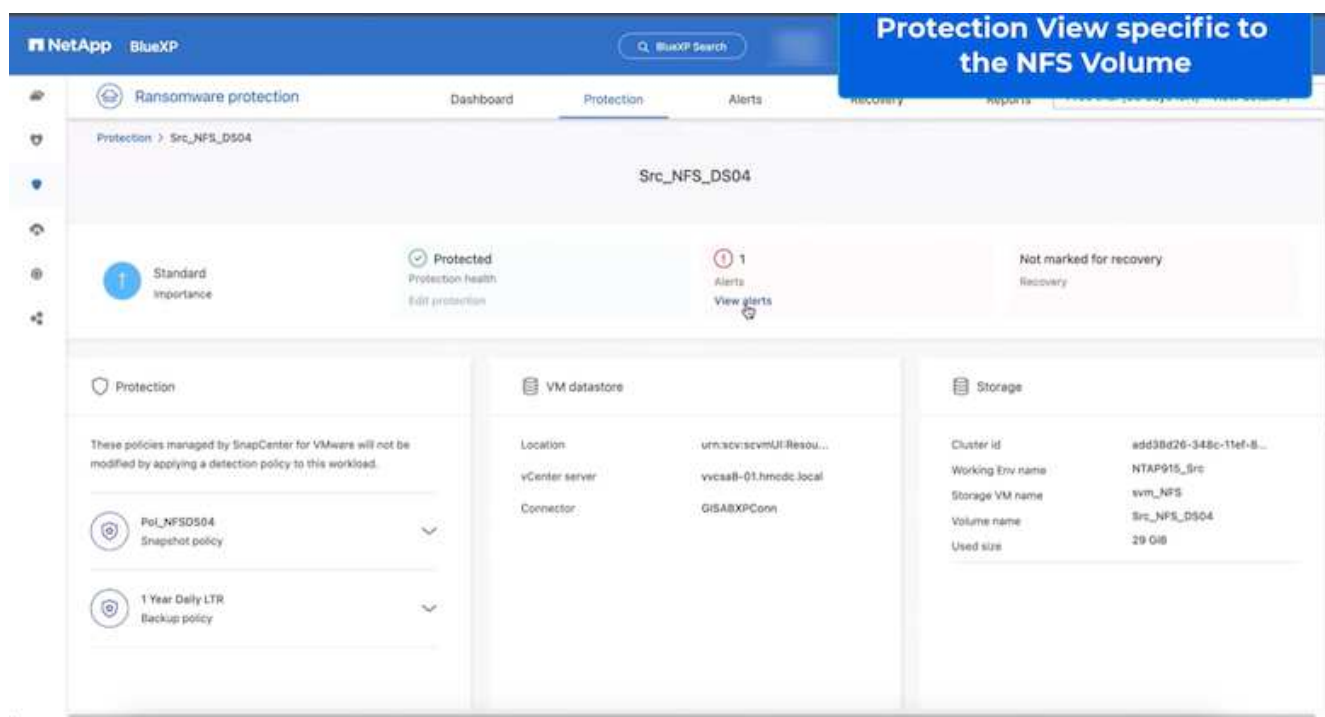 NetApp BlueXP
BlueXP Search
Protection View specific to
the NFS Volume
Ransomware protection
Dashboard
Protection
Alerts
Recovery
Reports
Protection > Src_NFS_DS04
Src_NFS_DS04
Standard
Importance
Protected
Protection health
Edit protection
1
Alerts
View alerts
Not marked for recovery
Recovery
Protection
These policies managed by SnapCenter for VMware will not be
modified by applying a detection policy to this workload.
Pol_NFSDS04
Snapshot policy
1 Year Daily LTR
Backup policy
VM datastore
Location urn:scv:scvmUI:Resou...
vCenter server vvcsa8-01.hmcdc.local
Connector GISABXPConn
Storage
Cluster id add38d26-348c-11ef-8...
Working Env name NTAP915_Src
Storage VM name svm_NFS
Volume name Src_NFS_DS04
Used size 29 GiB